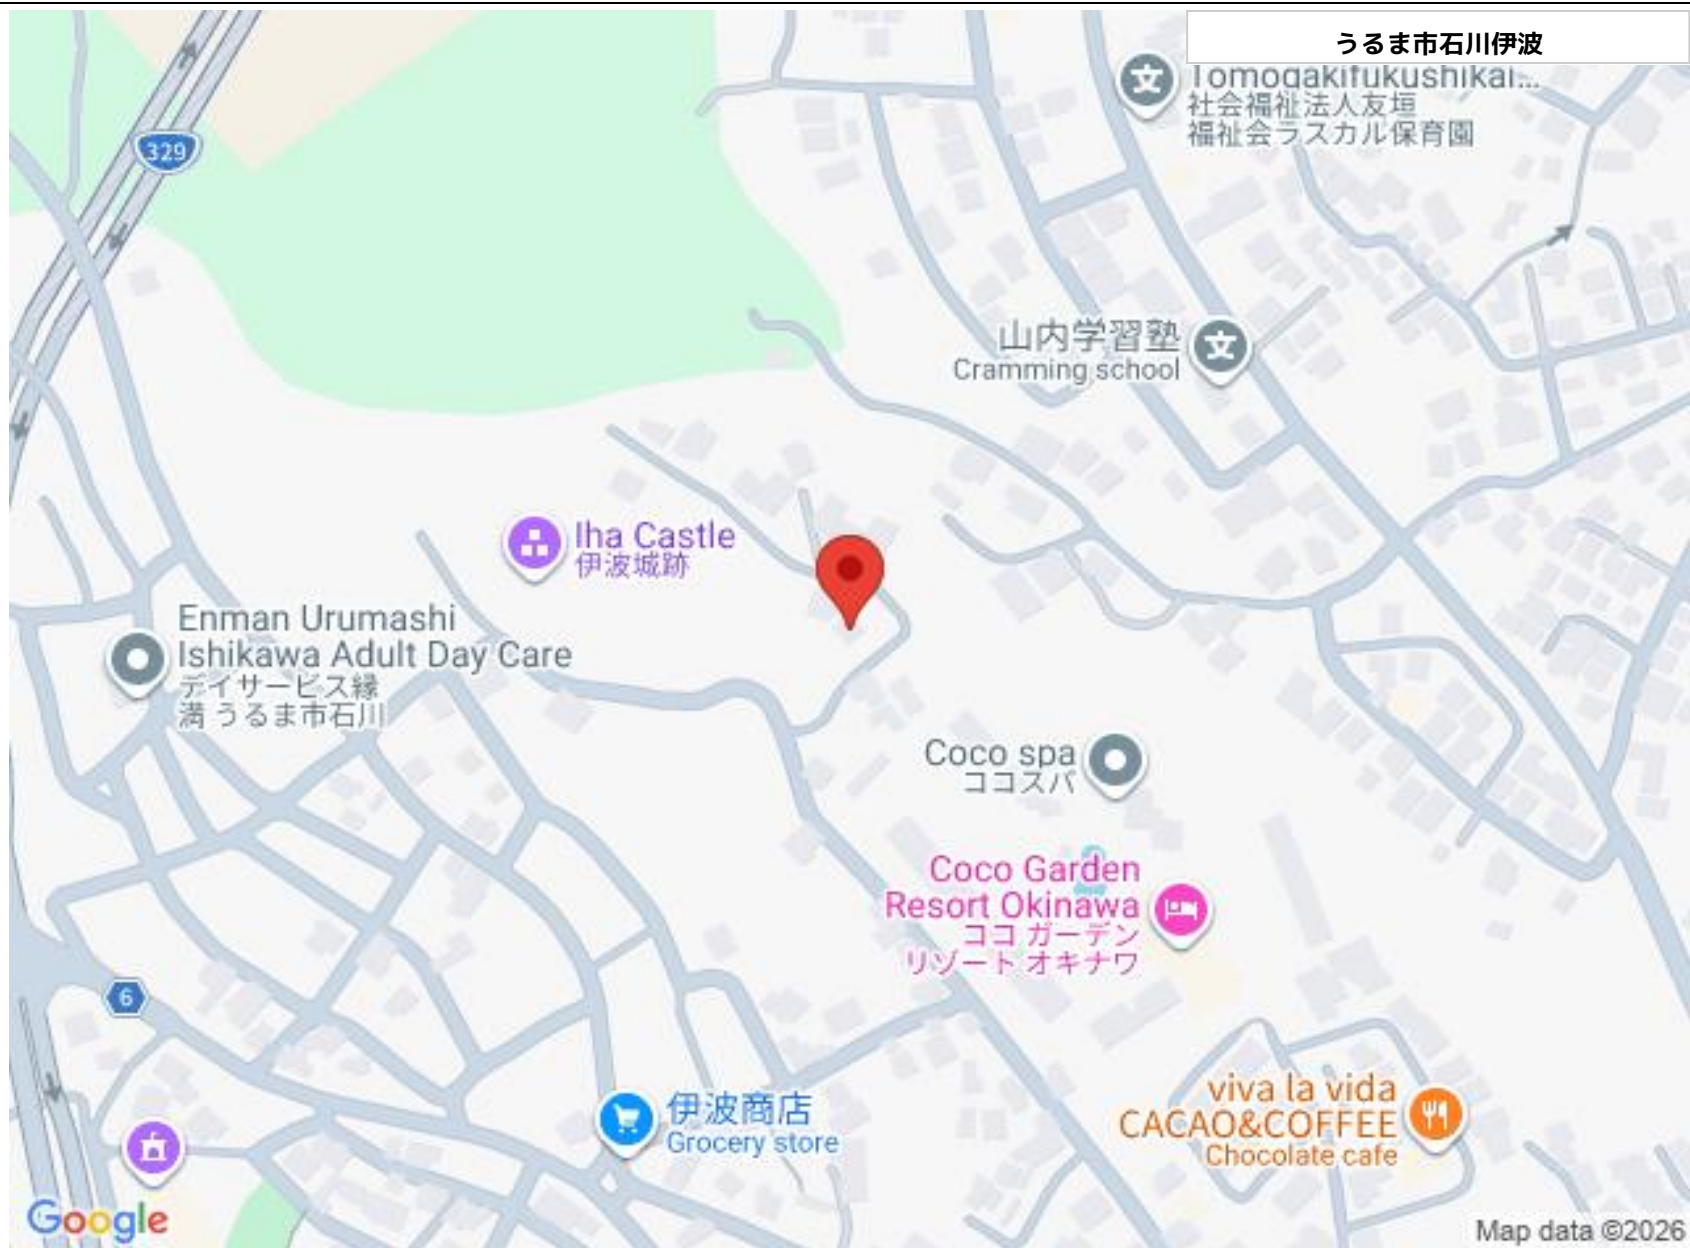 うるま市石川伊波
Tomogakifukushikai...
社会福祉法人友垣
福祉会ラスカル保育園
329
山内学習塾
Cramming school
Iha Castle
伊波城跡
Enman Urumashi
Ishikawa Adult Day Care
デイサービス縁
満 うるま市石川
Coco spa
ココスパ
Coco Garden
Resort Okinawa
ココ ガーデン
リゾート オキナワ
6
viva la vida
CACAO&COFFEE
Chocolate cafe
伊波商店
Grocery store
Google
Map data ©2026